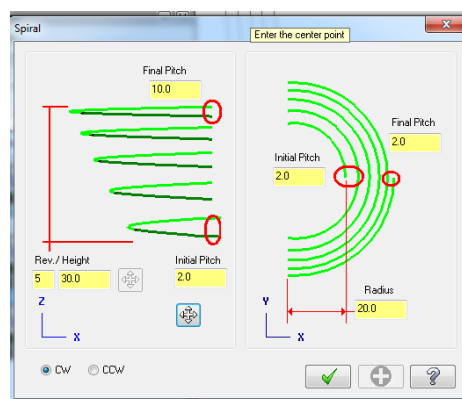 Spiral
Enter the center point
Final Pitch
10.0
Final Pitch
2.0
Initial Pitch
2.0
Rev./ Height
5 30.0
Initial Pitch
2.0
Radius
20.0
Z
X
Y
X
CW CCW